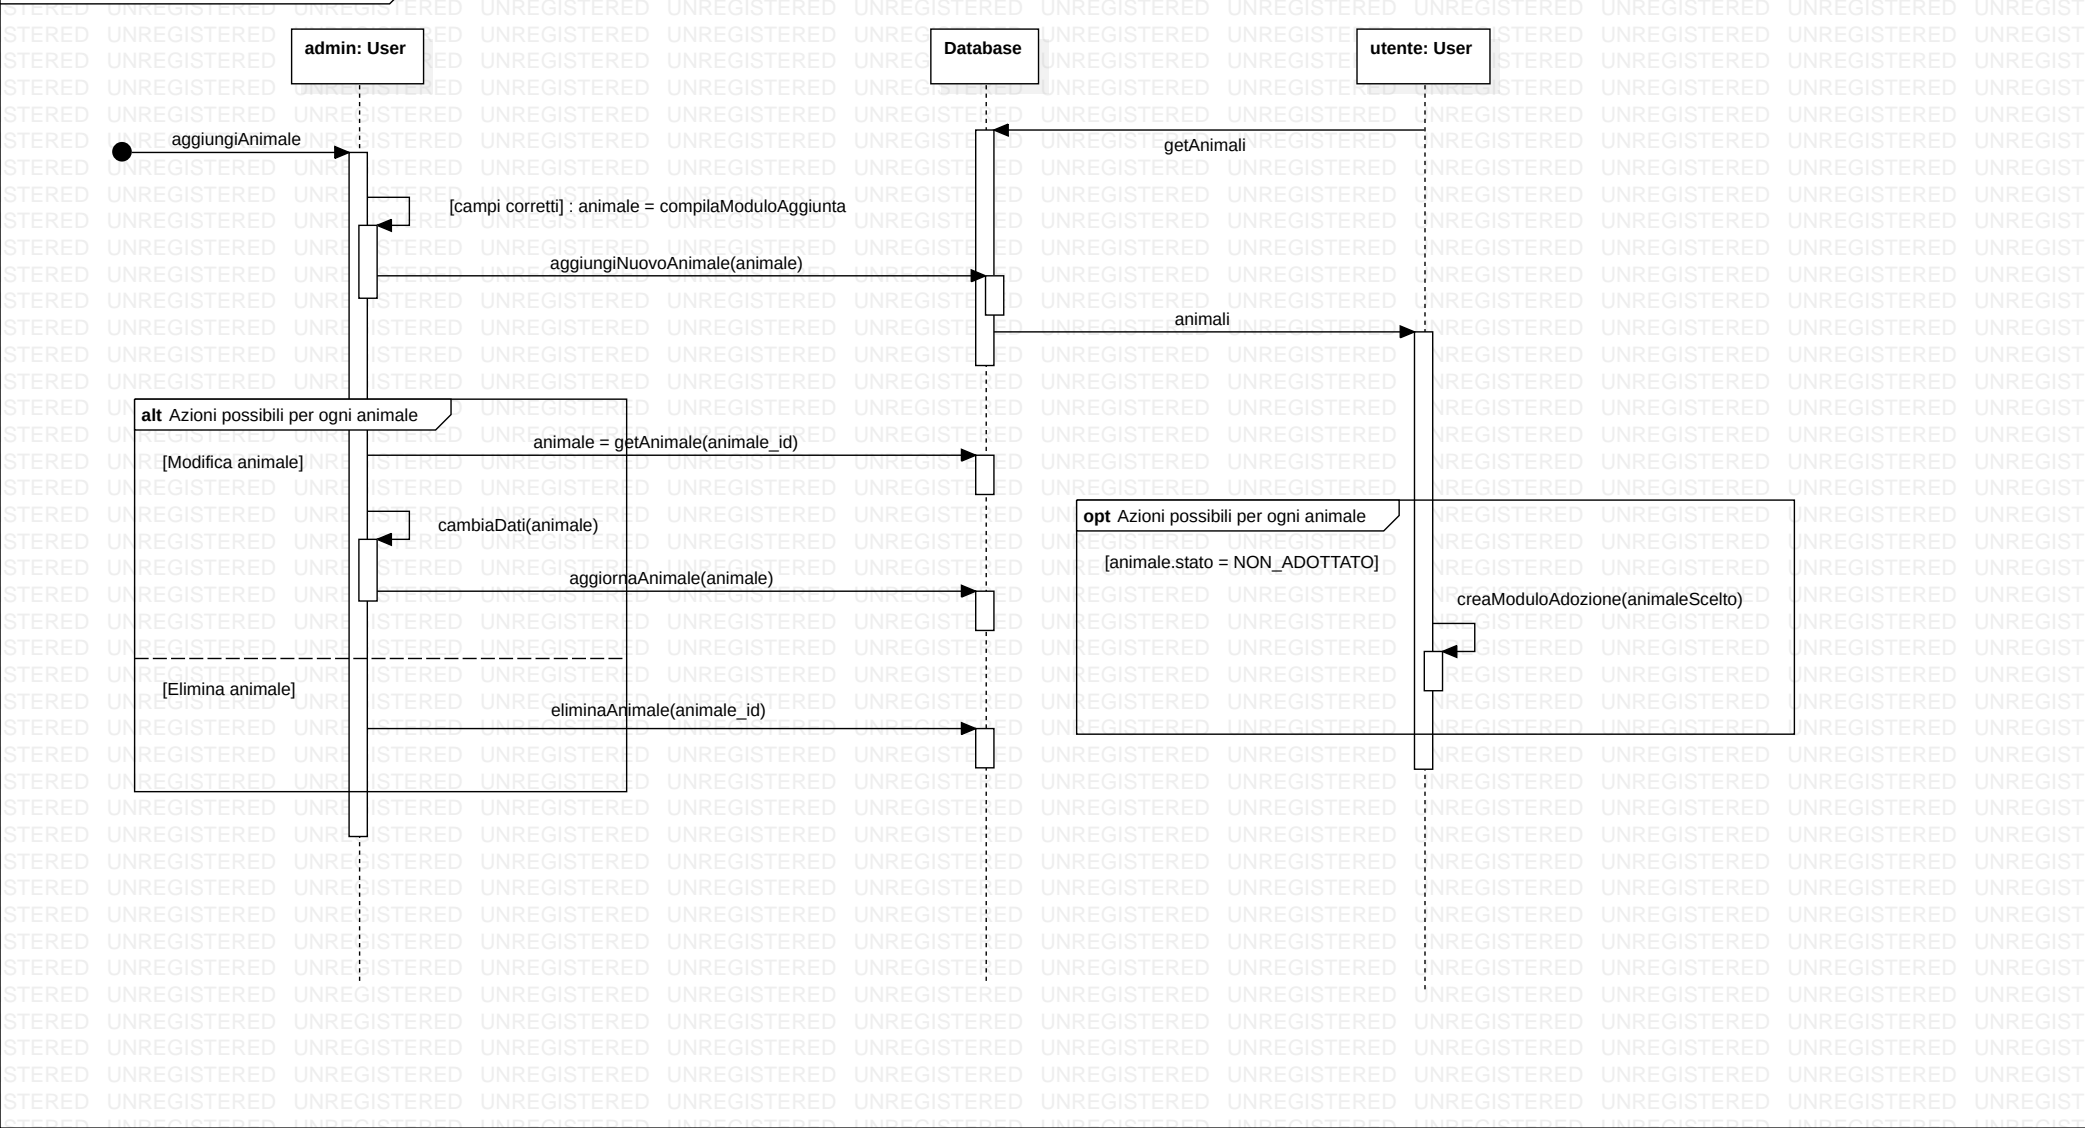 admin: User
Database
utente: User
aggiungiAnimale
getAnimali
[campi corretti] : animale = compilaModuloAggiunta
aggiungiNuovoAnimale(animale)
animali
alt Azioni possibili per ogni animale
animale = getAnimale(animale_id)
[Modifica animale]
opt Azioni possibili per ogni animale
cambiaDati(animale)
[animale.stato = NON_ADOTTATO]
aggiornaAnimale(animale)
creaModuloAdozione(animaleScelto)
[Elimina animale]
eliminaAnimale(animale_id)
UNREGISTERED